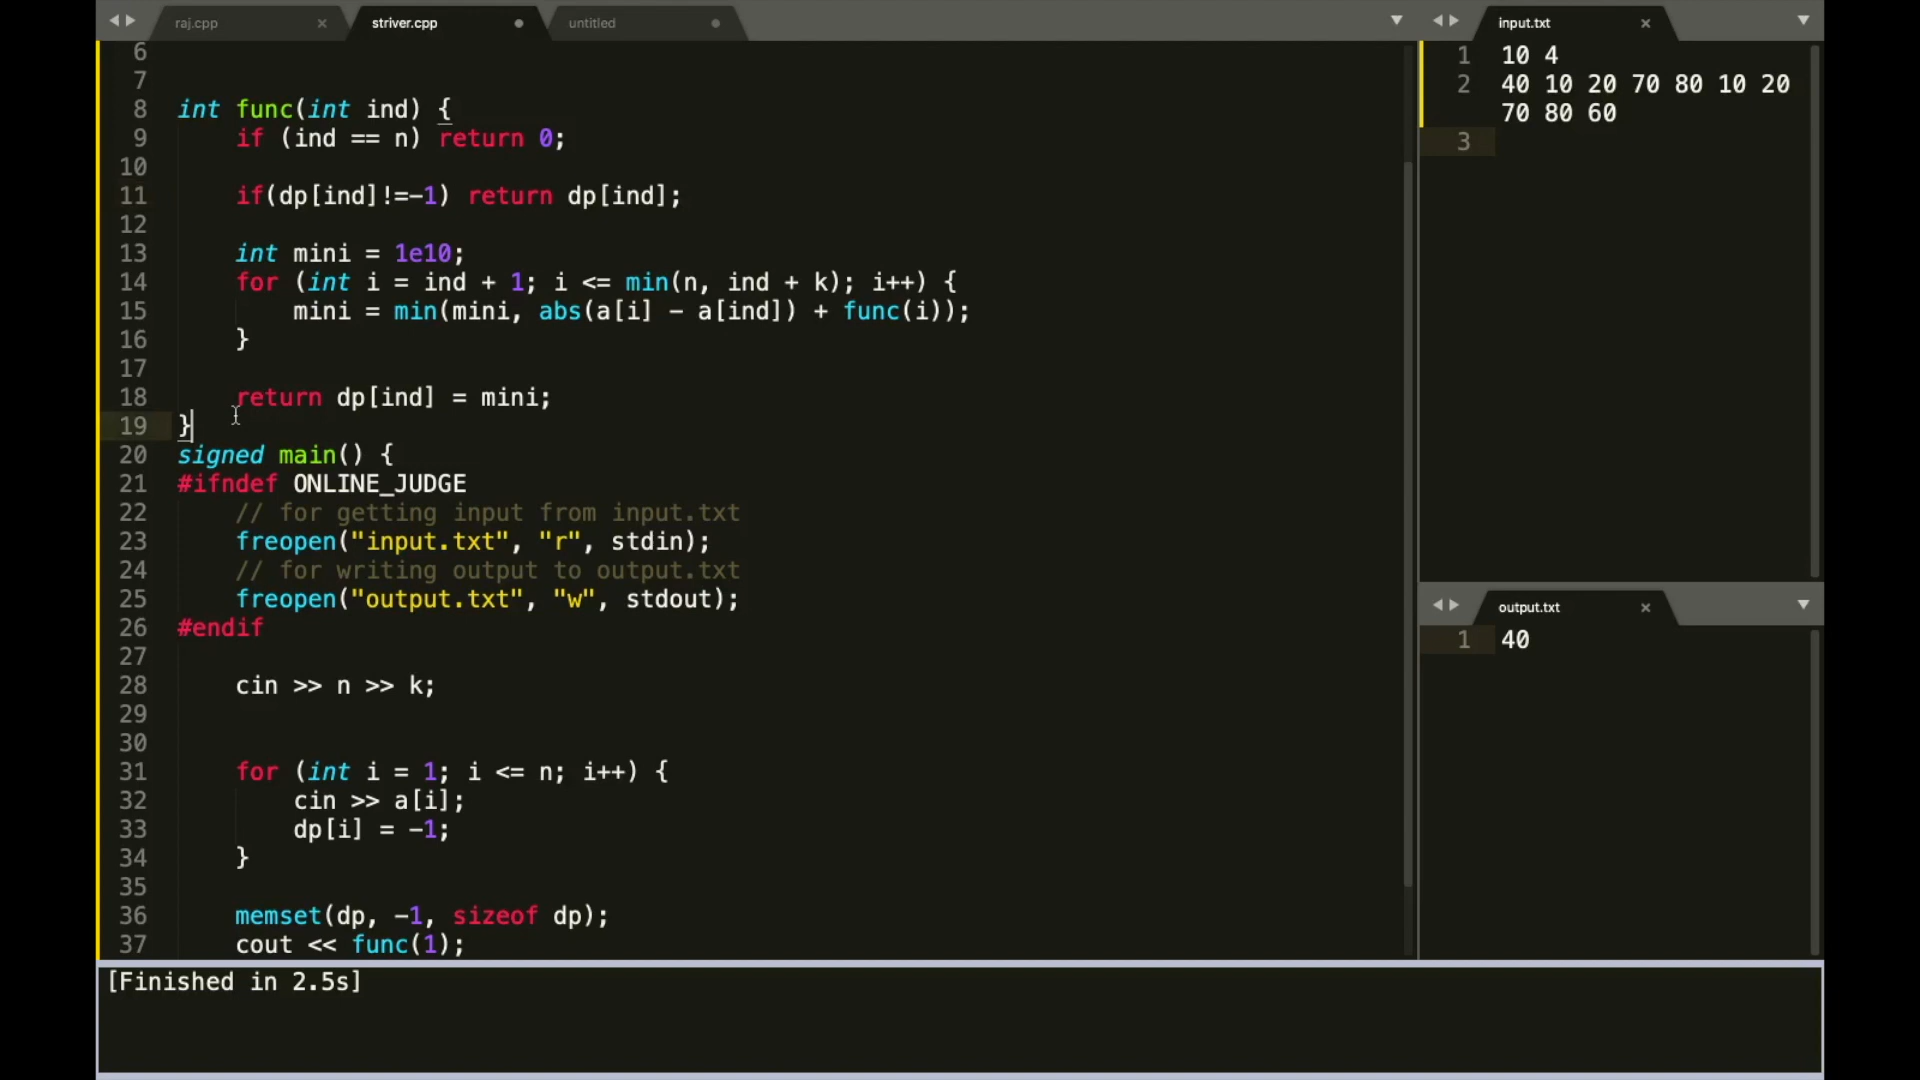 raj.cpp
striver.cpp
untitled
6
7
8 int func(int ind) {
9 if (ind == n) return 0;
10
11 if(dp[ind]!=-1) return dp[ind];
12
13 int mini = 1e10;
14 for (int i = ind + 1; i <= min(n, ind + k); i++) {
15 mini = min(mini, abs(a[i] - a[ind]) + func(i));
16 }
17
18 return dp[ind] = mini;
19 }
20 signed main() {
21 #ifndef ONLINE_JUDGE
22 // for getting input from input.txt
23 freopen("input.txt", "r", stdin);
24 // for writing output to output.txt
25 freopen("output.txt", "w", stdout);
26 #endif
27
28 cin >> n >> k;
29
30
31 for (int i = 1; i <= n; i++) {
32 cin >> a[i];
33 dp[i] = -1;
34 }
35
36 memset(dp, -1, sizeof dp);
37 cout << func(1);
input.txt
1 10 4
2 40 10 20 70 80 10 20
70 80 60
3
output.txt
1 40
[Finished in 2.5s]